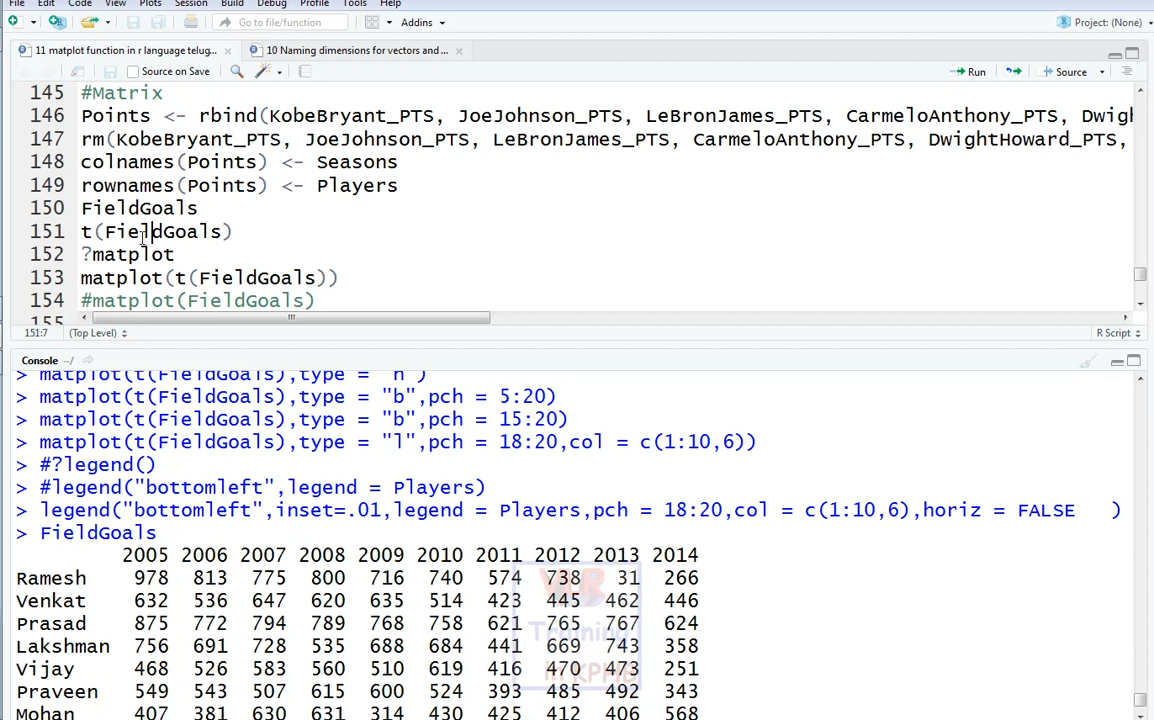 File Edit Code View Plots Session Build Debug Profile Tools Help
Go to file/function Addins Project: (None)
11 matplot function in r language telug... 10 Naming dimensions for vectors and ...
Source on Save Run Source
145 #Matrix
146 Points <- rbind(KobeBryant_PTS, JoeJohnson_PTS, LeBronJames_PTS, CarmeloAnthony_PTS, Dwigh
147 rm(KobeBryant_PTS, JoeJohnson_PTS, LeBronJames_PTS, CarmeloAnthony_PTS, DwightHoward_PTS,
148 colnames(Points) <- Seasons
149 rownames(Points) <- Players
150 FieldGoals
151 t(FieldGoals)
152 ?matplot
153 matplot(t(FieldGoals))
154 #matplot(FieldGoals)
155
151:7 (Top Level) R Script
Console ~/
> matplot(t(FieldGoals),type = "h")
> matplot(t(FieldGoals),type = "b",pch = 5:20)
> matplot(t(FieldGoals),type = "b",pch = 15:20)
> matplot(t(FieldGoals),type = "l",pch = 18:20,col = c(1:10,6))
> #?legend()
> #legend("bottomleft",legend = Players)
> legend("bottomleft",inset=.01,legend = Players,pch = 18:20,col = c(1:10,6),horiz = FALSE )
> FieldGoals
2005 2006 2007 2008 2009 2010 2011 2012 2013 2014
Ramesh 978 813 775 800 716 740 574 738 31 266
Venkat 632 536 647 620 635 514 423 445 462 446
Prasad 875 772 794 789 768 758 621 765 767 624
Lakshman 756 691 728 535 688 684 441 669 743 358
Vijay 468 526 583 560 510 619 416 470 473 251
Praveen 549 543 507 615 600 524 393 485 492 343
Mohan 407 381 630 631 314 430 425 412 406 568
VLR
Training
in KPHB